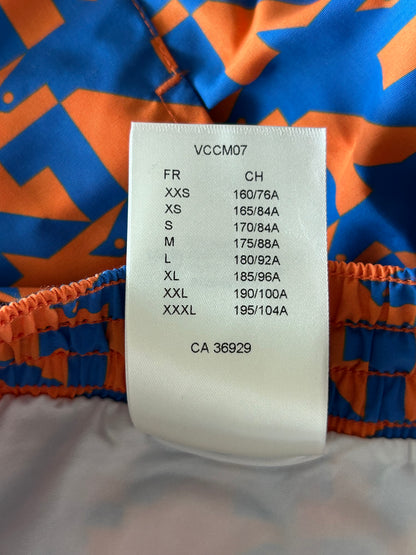 VCCM07
FR CH
XXS 160/76A
XS 165/84A
S 170/84A
M 175/88A
L 180/92A
XL 185/96A
XXL 190/100A
XXXL 195/104A
CA 36929